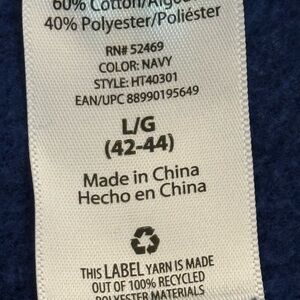 60% Cotton/Algo
40% Polyester/Poliéster
RN# 52469
COLOR: NAVY
STYLE: HT40301
EAN/UPC 88990195649
L/G
(42-44)
Made in China
Hecho en China
THIS LABEL YARN IS MADE
OUT OF 100% RECYCLED
POLYESTER MATERIALS